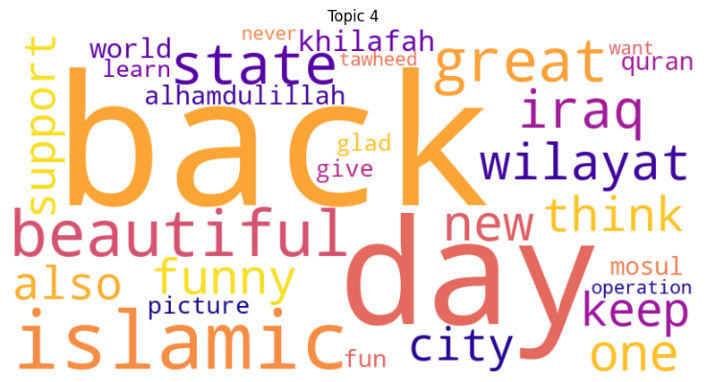 Topic 4
never
world
khilafah
want
learn
state
tawheed
great
quran
support
alhamdulillah
back
iraq
glad
give
wilayat
beautiful
day
new
think
also
funny
mosul
picture
operation
keep
islamic
fun
city
one